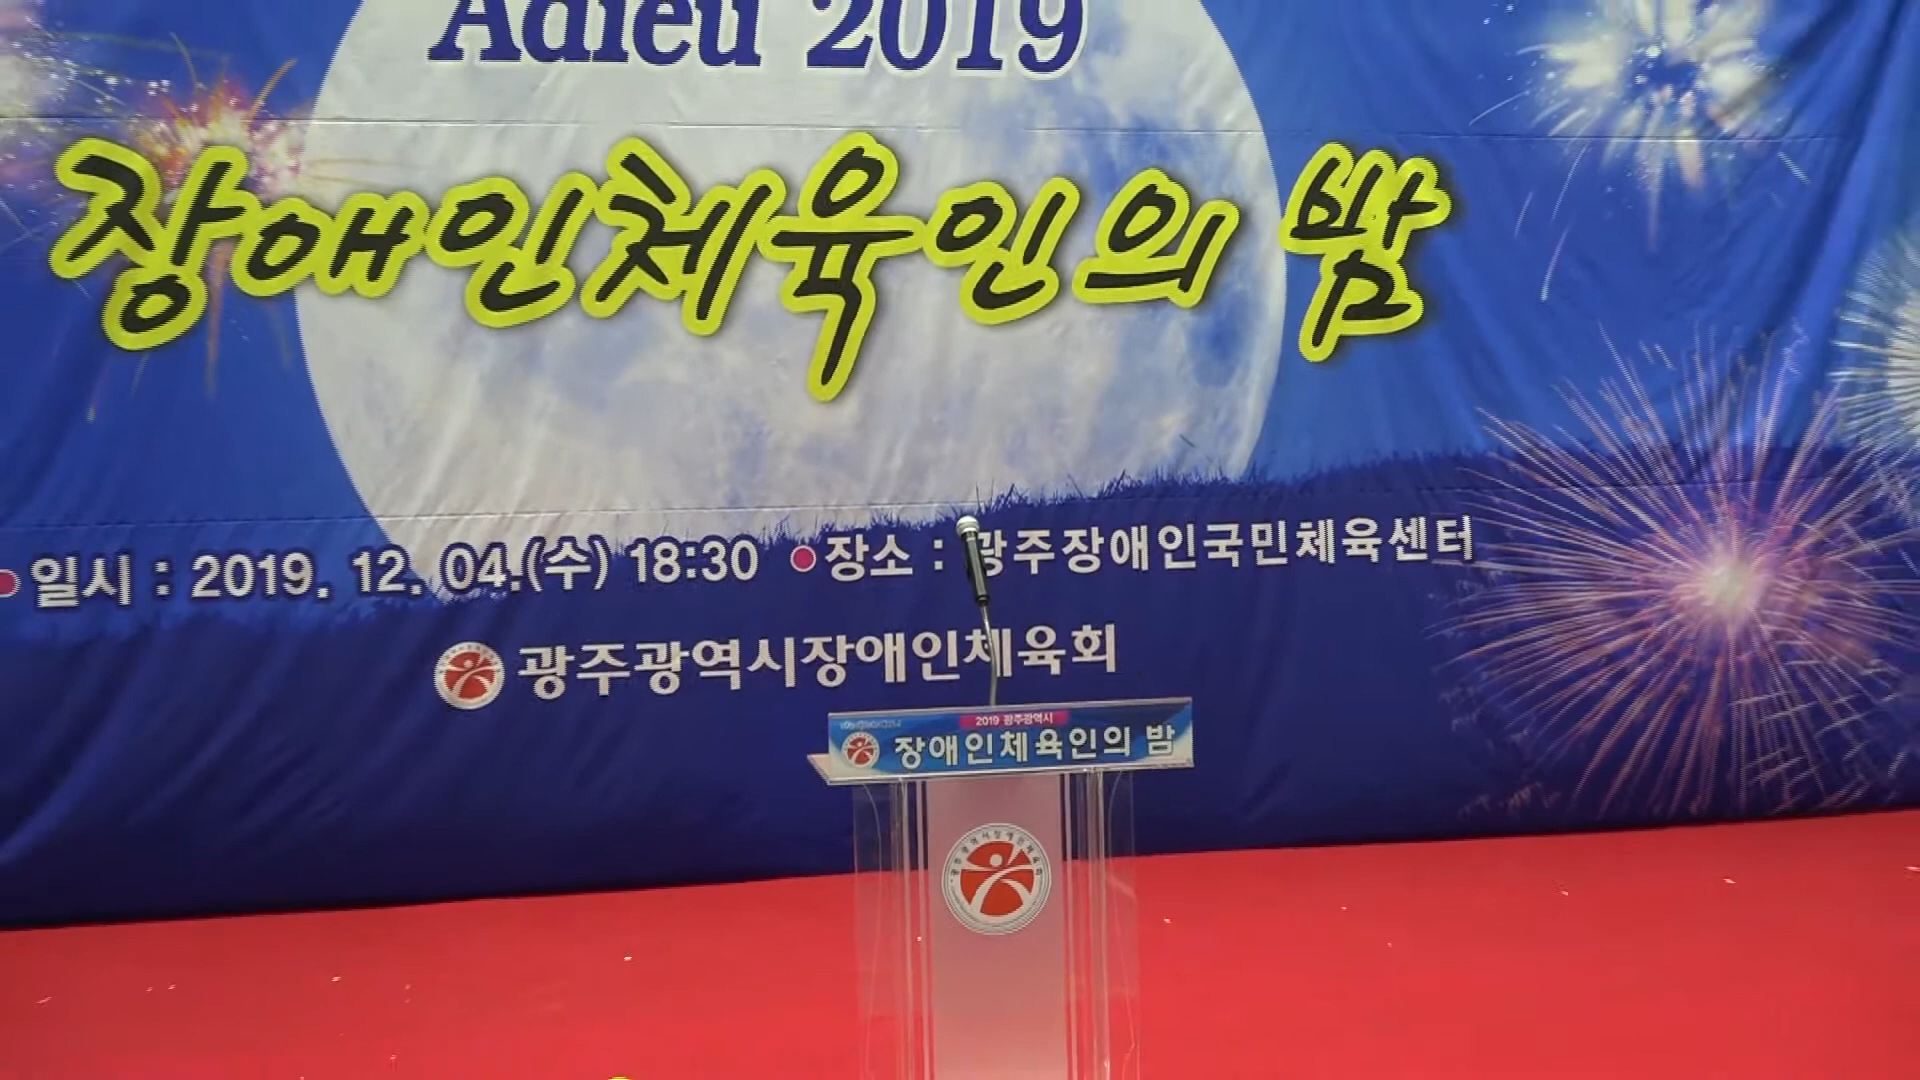 Adieu 2019
장애인체육인의 밤
일시 : 2019. 12. 04.(수) 18:30 장소 : 광주장애인국민체육센터
광주광역시장애인체육회
2019 광주광역시
장애인체육인의 밤